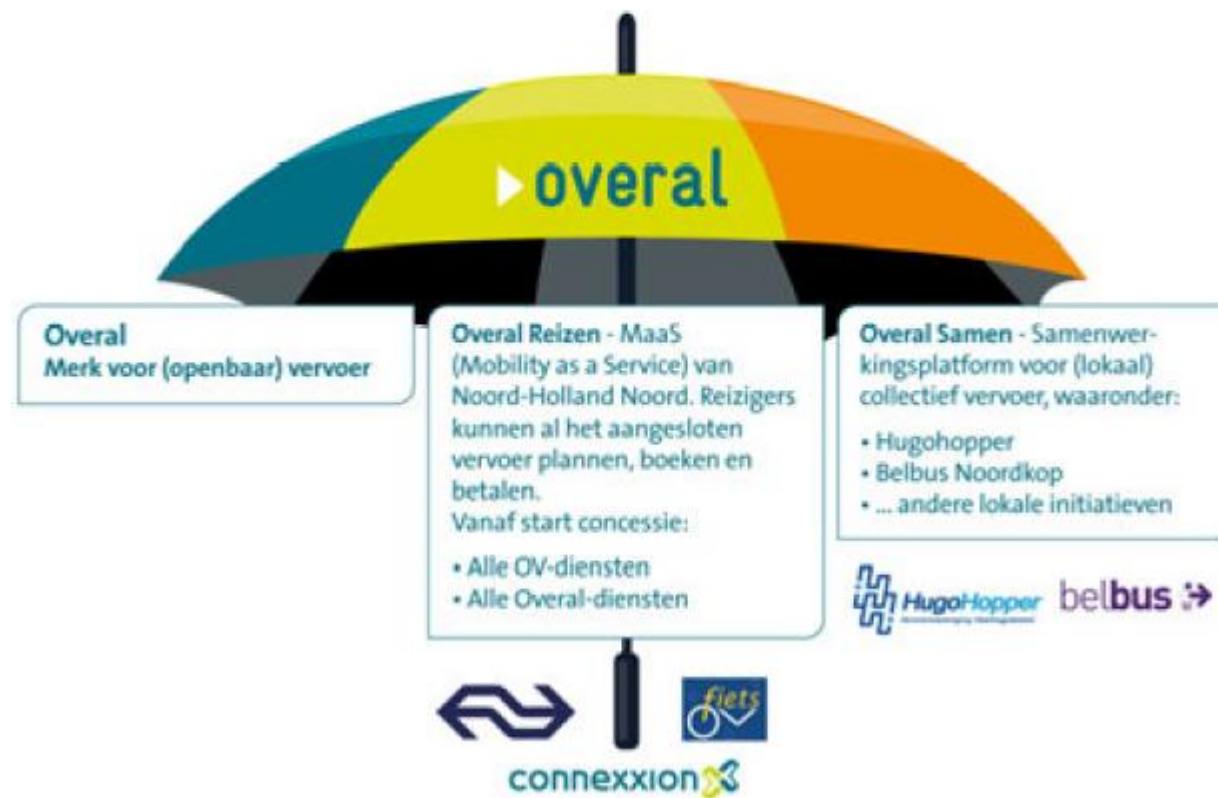 overal
Overal
Merk voor (openbaar) vervoer
Overal Reizen - MaaS
(Mobility as a Service) van
Noord-Holland Noord. Reizigers
kunnen al het aangesloten
vervoer plannen, boeken en
betalen.
Vanaf start concessie:
• Alle OV-diensten
• Alle Overal-diensten
Overal Samen - Samenwer-
kingsplatform voor (lokaal)
collectief vervoer, waaronder:
• Hugohopper
• Belbus Noordkop
• ... andere lokale initiatieven
HugoHopper
belbus
fiets
connexxion